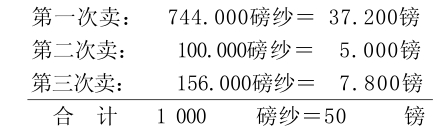 第一次卖： 744.000磅纱＝ 37.200镑
第二次卖： 100.000磅纱＝ 5.000镑
第三次卖： 156.000磅纱＝ 7.800镑
合 计 1 000 磅纱＝50 镑